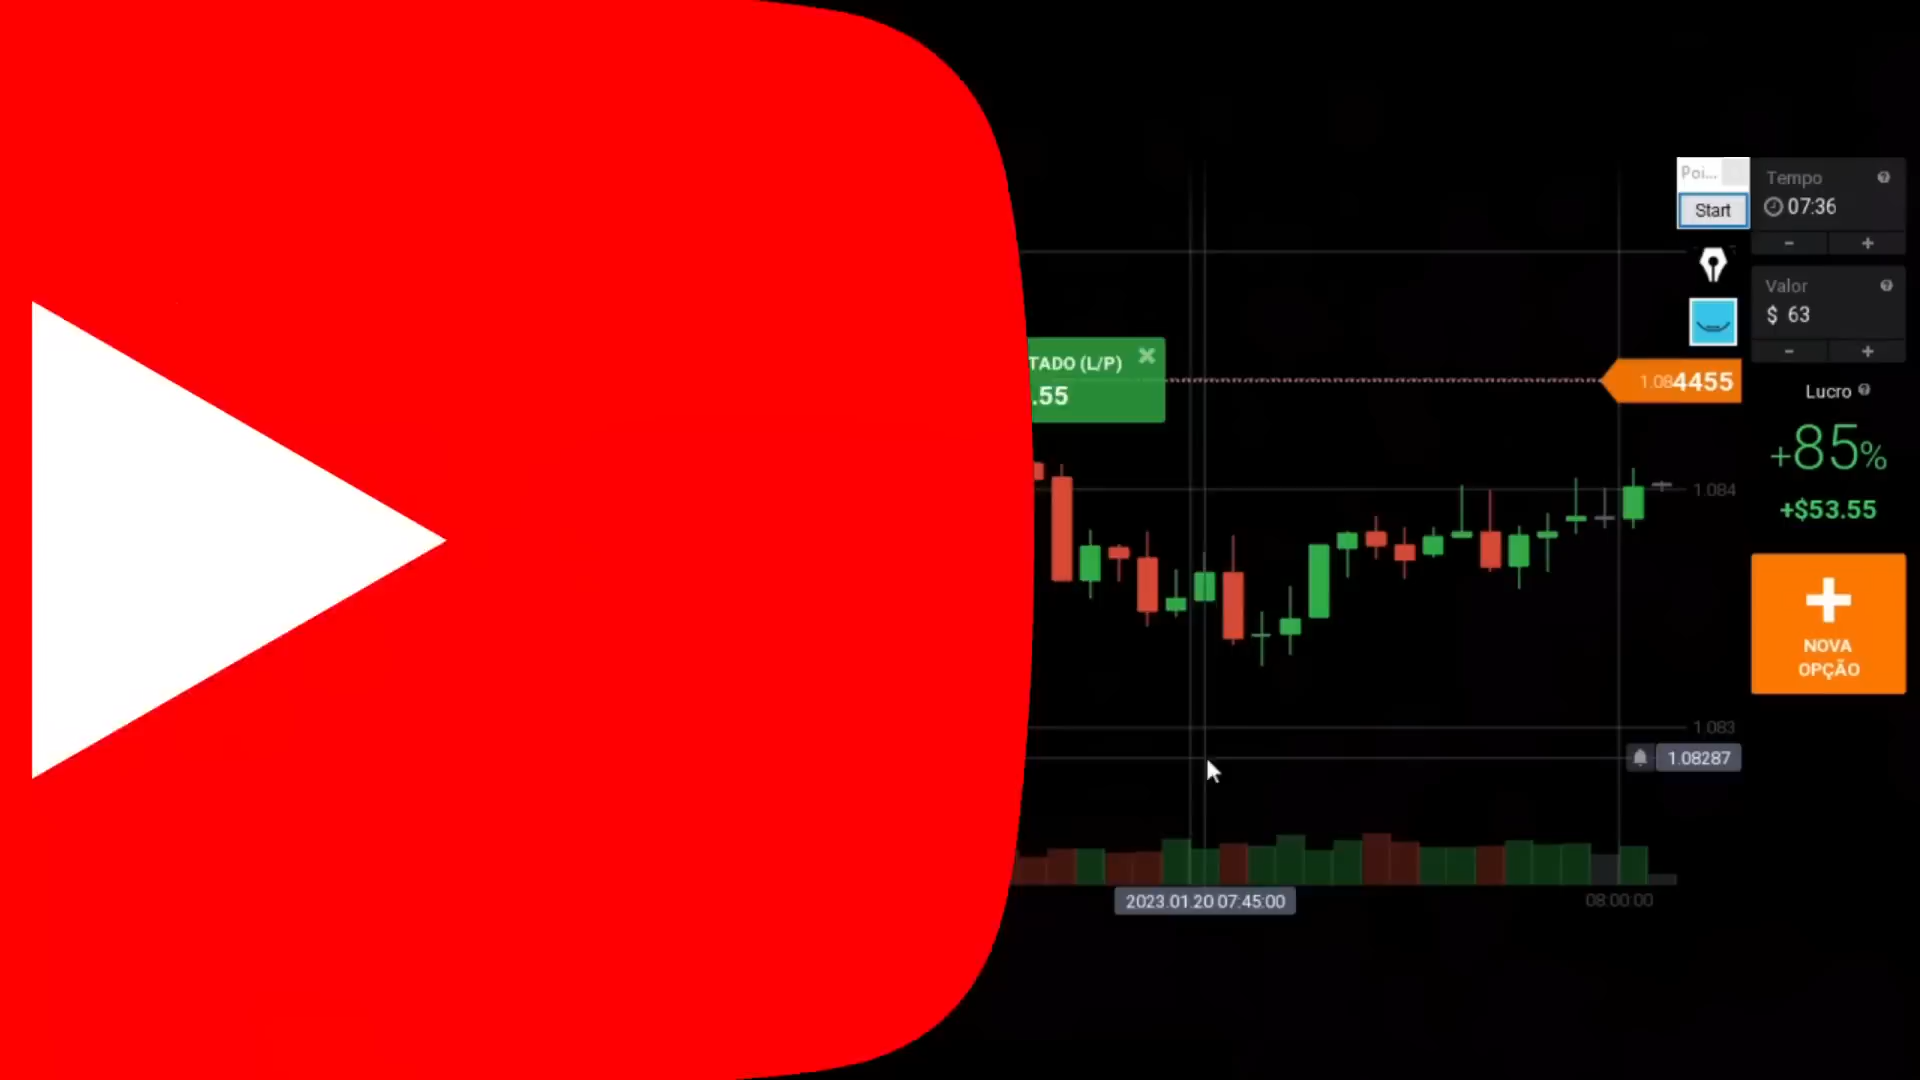 Poi...
Start
Tempo
07:36
- +
Valor
$ 63
- +
TADO (L/P)
.55
1.084455
Lucro
+85%
+$53.55
1.084
NOVA
OPÇÃO
1.083
1.08287
2023.01.20 07:45:00
08:00:00